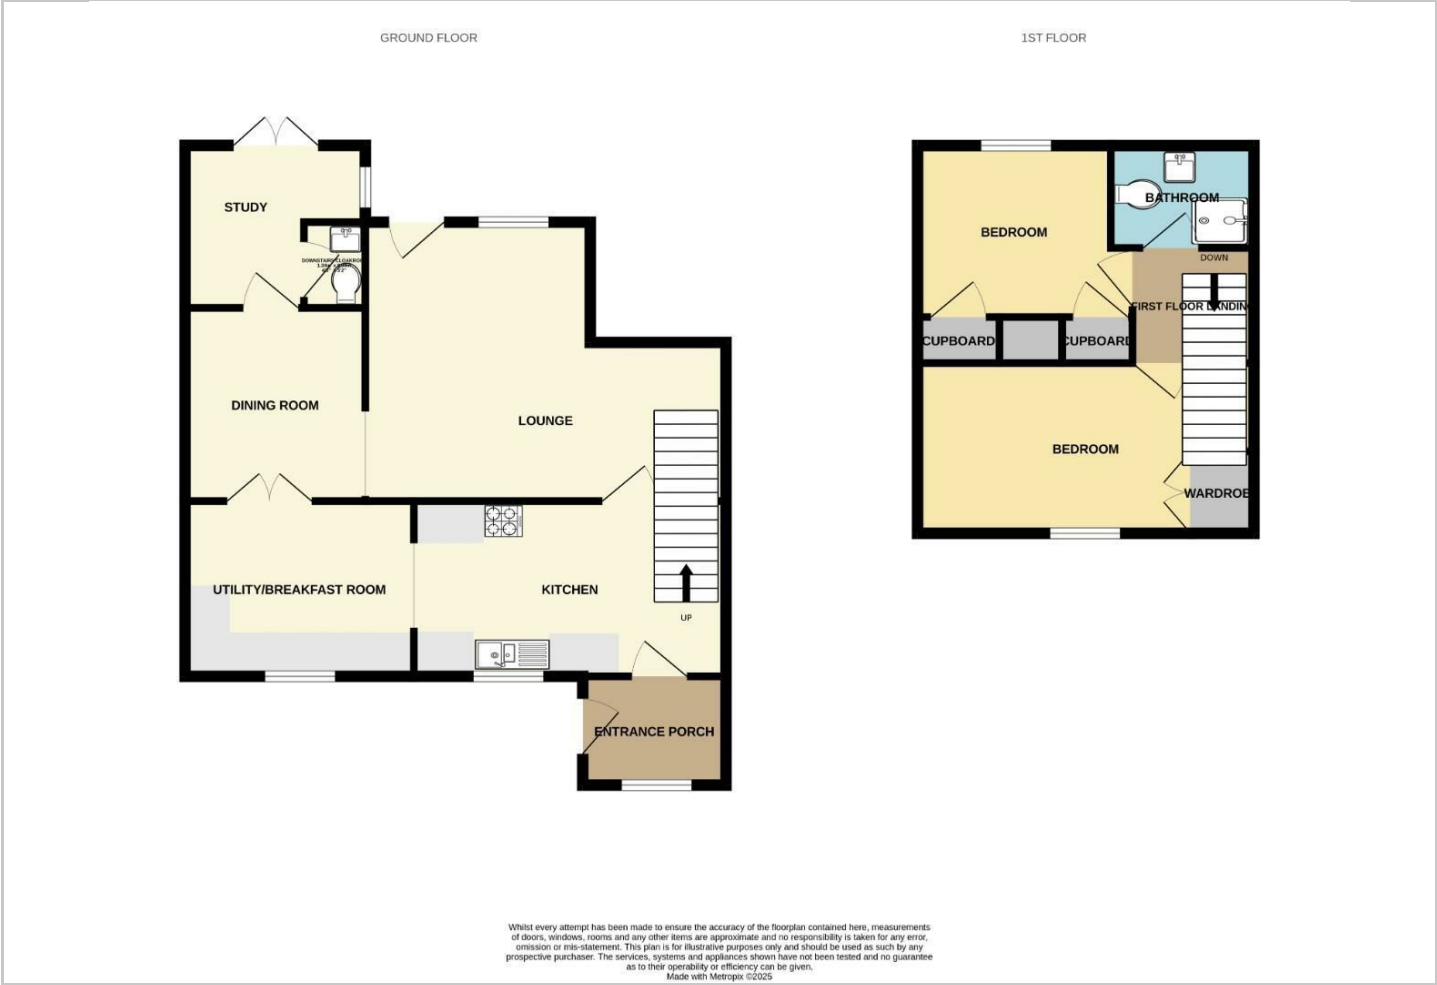 GROUND FLOOR
1ST FLOOR
STUDY
DINING ROOM
LOUNGE
UTILITY/BREAKFAST ROOM
KITCHEN
UP
ENTRANCE PORCH
BEDROOM
BATHROOM
DOWN
FIRST FLOOR LANDING
CUPBOARD
CUPBOARD
BEDROOM
WARDROBE
Whilst every attempt has been made to ensure the accuracy of the floorplan contained here, measurements
of doors, windows, rooms and any other items are approximate and no responsibility is taken for any error,
omission or mis-statement. This plan is for illustrative purposes only and should be used as such by any
prospective purchaser. The services, systems and appliances shown have not been tested and no guarantee
as to their operability or efficiency can be given.
Made with Metropix ©2025